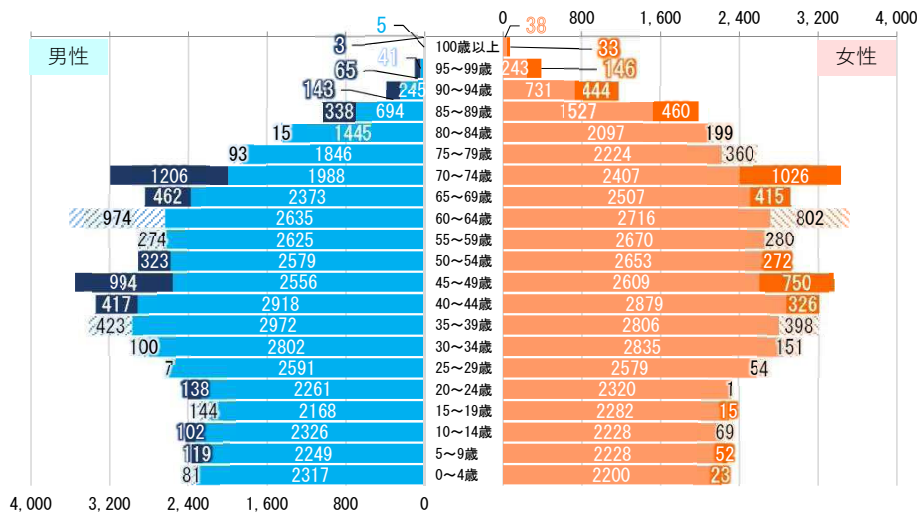 5 38 0 800 1,600 2,400 3,200 4,000
男性 女性
3 100歳以上 33
41 65 95～99歳 243 146
143 245 90～94歳 731 444
338 694 85～89歳 1527 460
15 1445 80～84歳 2097 199
93 1846 75～79歳 2224 360
1206 1988 70～74歳 2407 1026
462 2373 65～69歳 2507 415
974 2635 60～64歳 2716 802
274 2625 55～59歳 2670 280
323 2579 50～54歳 2653 272
994 2556 45～49歳 2609 750
417 2918 40～44歳 2879 326
423 2972 35～39歳 2806 398
100 2802 30～34歳 2835 151
7 2591 25～29歳 2579 54
138 2261 20～24歳 2320 1
144 2168 15～19歳 2282 15
102 2326 10～14歳 2228 69
119 2249 5～9歳 2228 52
81 2317 0～4歳 2200 23
4,000 3,200 2,400 1,600 800 0